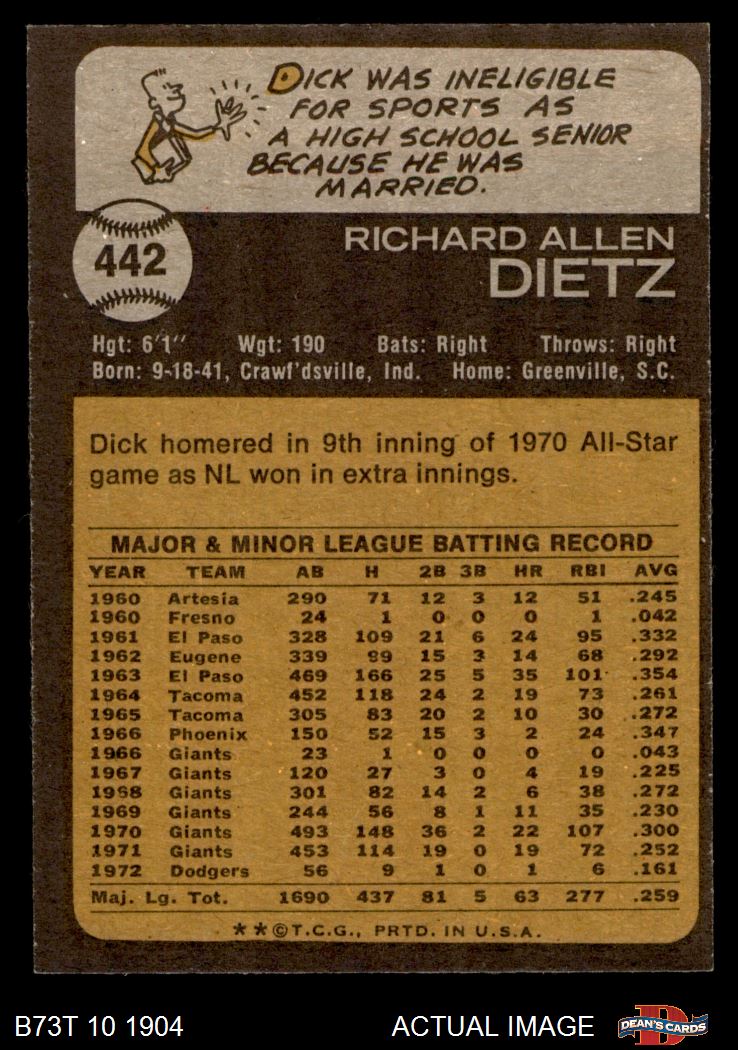 DICK WAS INELIGIBLE
FOR SPORTS AS
A HIGH SCHOOL SENIOR
BECAUSE HE WAS
MARRIED.
442
RICHARD ALLEN
DIETZ
Hgt: 6'1" Wgt: 190 Bats: Right Throws: Right
Born: 9-18-41, Crawf'dsville, Ind. Home: Greenville, S.C.
Dick homered in 9th inning of 1970 All-Star
game as NL won in extra innings.
MAJOR & MINOR LEAGUE BATTING RECORD
YEAR TEAM AB H 2B 3B HR RBI AVG
1960 Artesia 290 71 12 3 12 51 .245
1960 Fresno 24 1 0 0 0 1 .042
1961 El Paso 328 109 21 6 24 95 .332
1962 Eugene 339 99 15 3 14 68 .292
1963 El Paso 469 166 25 5 35 101 .354
1964 Tacoma 452 118 24 2 19 73 .261
1965 Tacoma 305 83 20 2 10 30 .272
1966 Phoenix 150 52 15 3 2 24 .347
1966 Giants 23 1 0 0 0 0 .043
1967 Giants 120 27 3 0 4 19 .225
1968 Giants 301 82 14 2 6 38 .272
1969 Giants 244 56 8 1 11 35 .230
1970 Giants 493 148 36 2 22 107 .300
1971 Giants 453 114 19 0 19 72 .252
1972 Dodgers 56 9 1 0 1 6 .161
Maj. Lg. Tot. 1690 437 81 5 63 277 .259
**©T.C.G., PRTD. IN U.S.A.
B73T 10 1904 ACTUAL IMAGE D DEAN'S CARDS